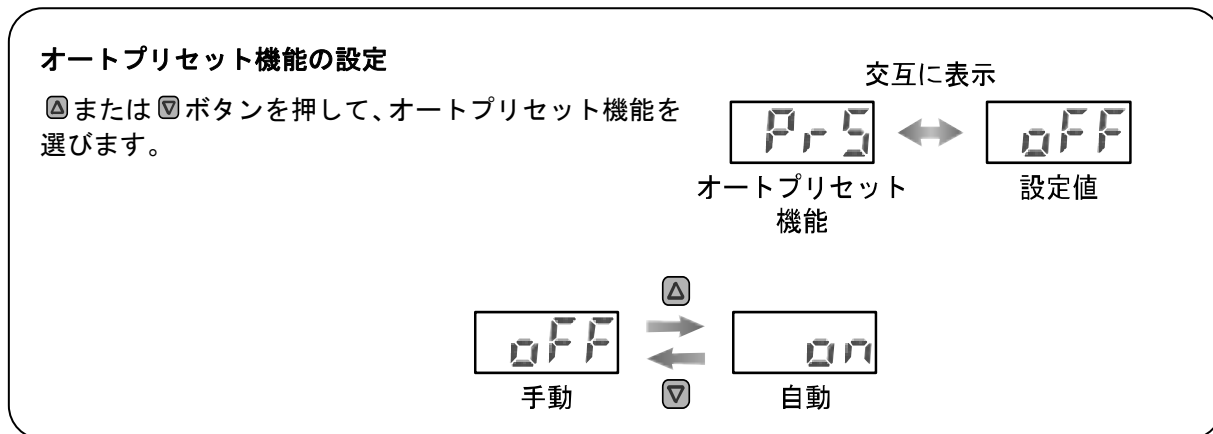 オートプリセット機能の設定
△または▽ボタンを押して、オートプリセット機能を
選びます。
交互に表示
PrS oFF
オートプリセット 設定値
機能
oFF on
手動 自動